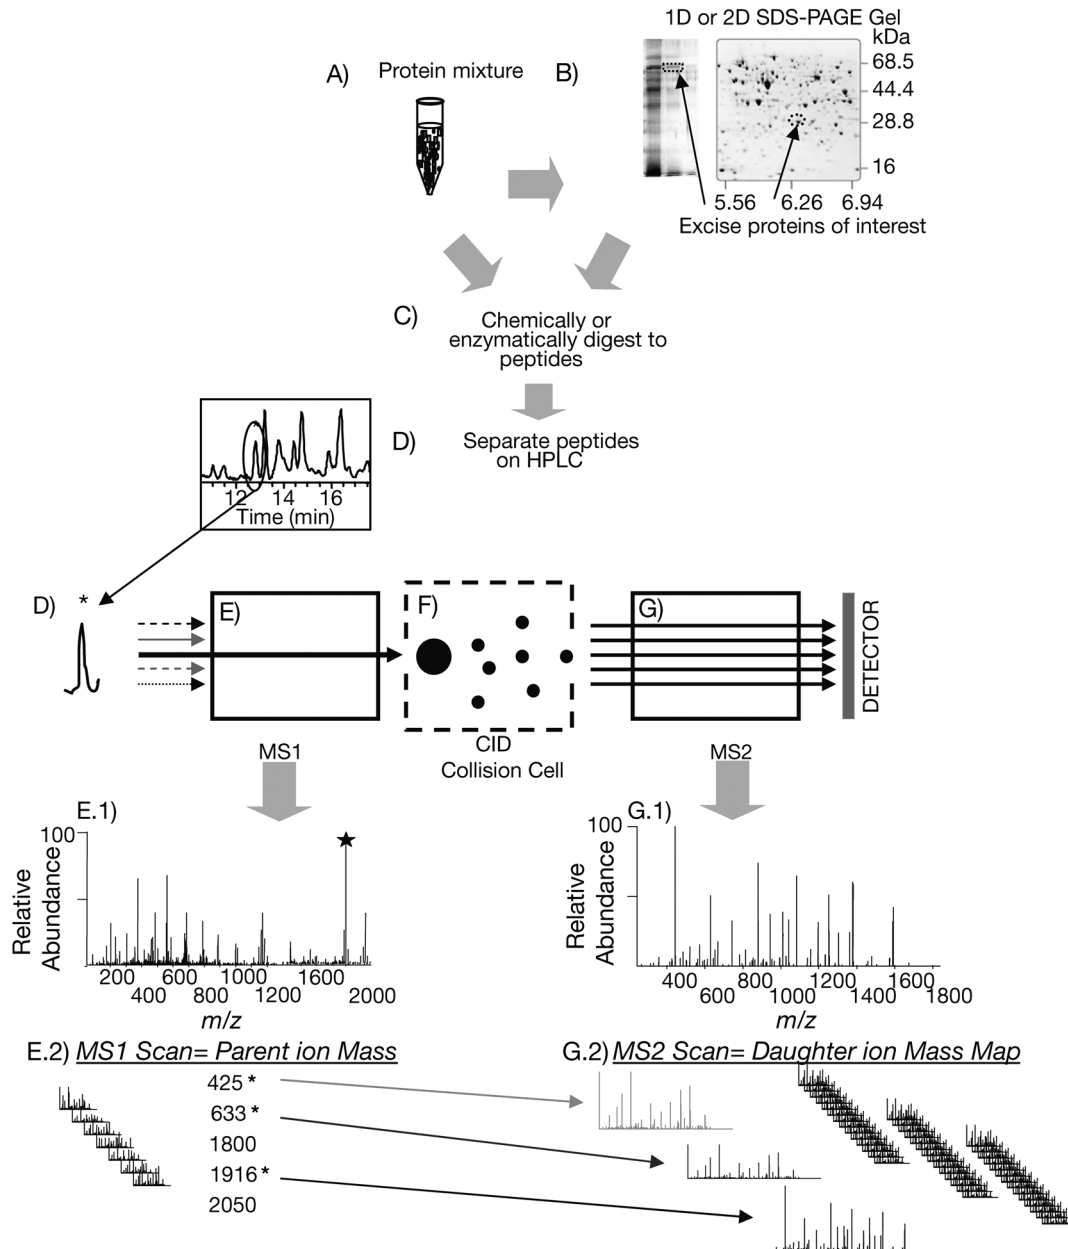 1D or 2D SDS-PAGE Gel
kDa
A) Protein mixture
B)
68.5
44.4
28.8
16
5.56 6.26 6.94
Excise proteins of interest
C) Chemically or
enzymatically digest to
peptides
D) Separate peptides
on HPLC
12 14 16
Time (min)
D) *
E)
F)
G)
DETECTOR
MS1
CID
Collision Cell
MS2
E.1)
100
Relative
Abundance
200 600 1000 1600
400 800 1200 2000
m/z
G.1)
100
Relative
Abundance
400 800 1200 1600
600 1000 1400 1800
m/z
E.2) MS1 Scan= Parent ion Mass
425 *
633 *
1800
1916 *
2050
G.2) MS2 Scan= Daughter ion Mass Map